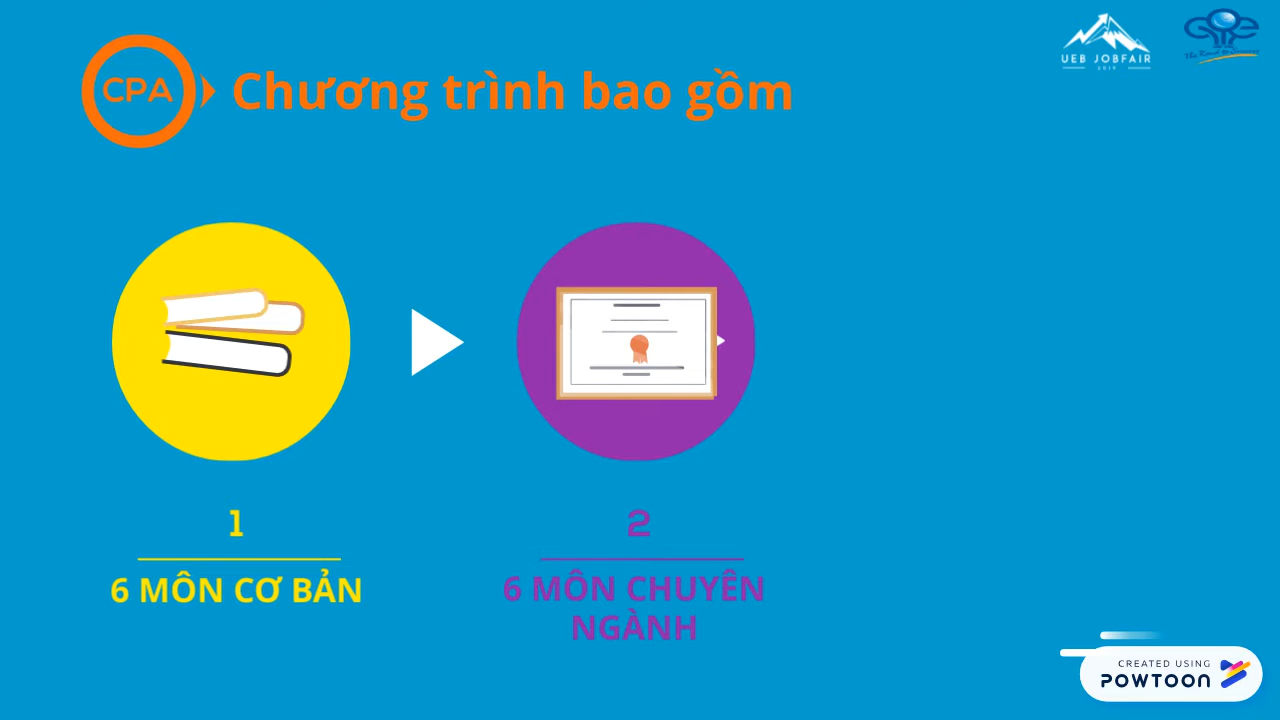 CPA
Chương trình bao gồm
UEB JOBFAIR
2019
1
6 MÔN CƠ BẢN
2
6 MÔN CHUYÊN
NGÀNH
CREATED USING
POWTOON